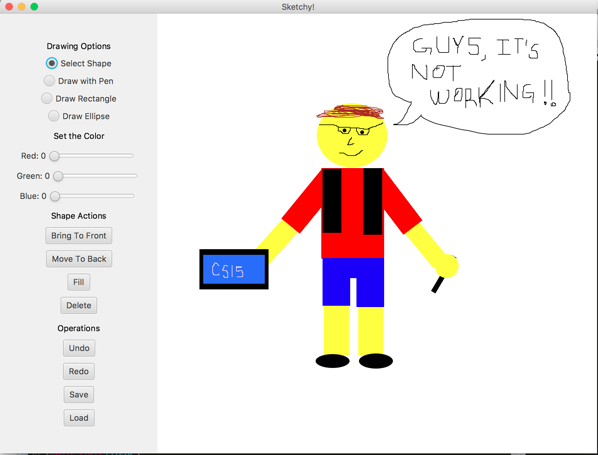 Sketchy!
Drawing Options
Select Shape
Draw with Pen
Draw Rectangle
Draw Ellipse
Set the Color
Red: 0
Green: 0
Blue: 0
Shape Actions
Bring To Front
Move To Back
Fill
Delete
Operations
Undo
Redo
Save
Load
GUYS, IT'S
NOT
WORKING!!
CS15